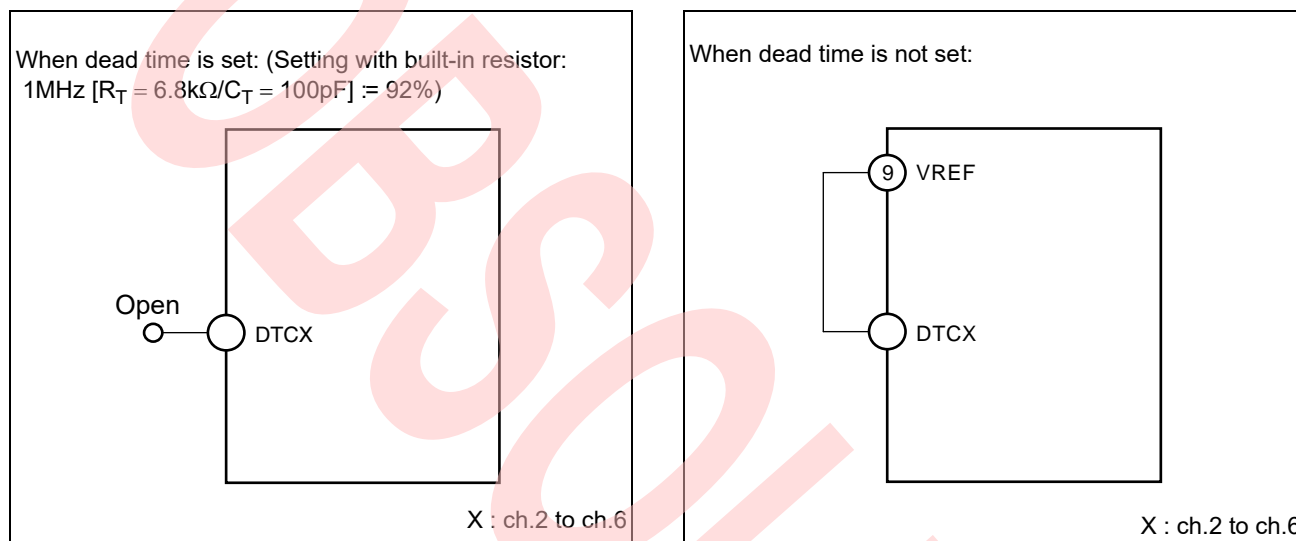 When dead time is set: (Setting with built-in resistor:
1MHz [RT = 6.8kΩ/CT = 100pF] := 92%)
Open
DTCX
X : ch.2 to ch.6
When dead time is not set:
9 VREF
DTCX
X : ch.2 to ch.6
OBSOL